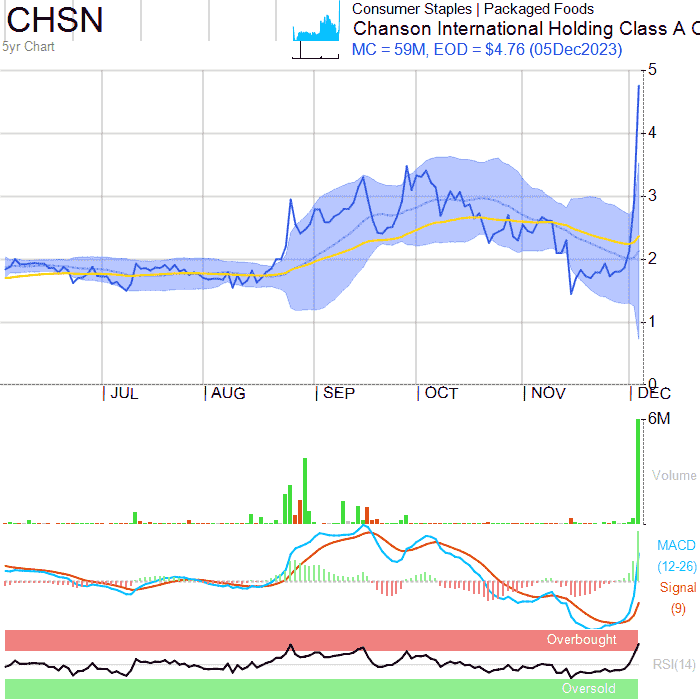 CHSN
5yr Chart
Consumer Staples | Packaged Foods
Chanson International Holding Class A O
MC = 59M, EOD = $4.76 (05Dec2023)
5
4
3
2
1
0
JUL AUG SEP OCT NOV DEC
6M
Volume
MACD
(12-26)
Signal
(9)
Overbought
RSI(14)
Oversold